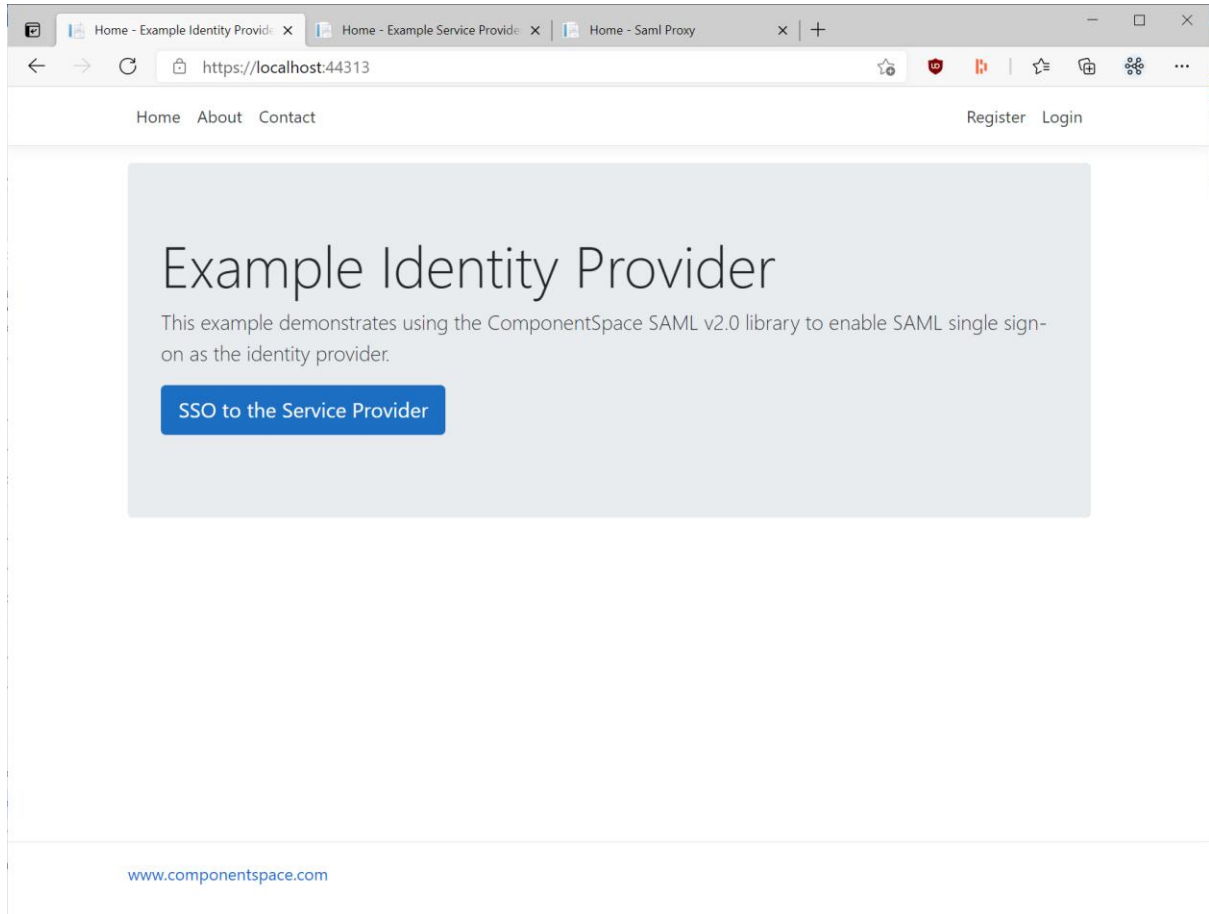 Home - Example Identity Provide
Home - Example Service Provide
Home - Saml Proxy
https://localhost:44313
Home About Contact
Register Login
Example Identity Provider
This example demonstrates using the ComponentSpace SAML v2.0 library to enable SAML single sign-
on as the identity provider.
SSO to the Service Provider
www.componentspace.com